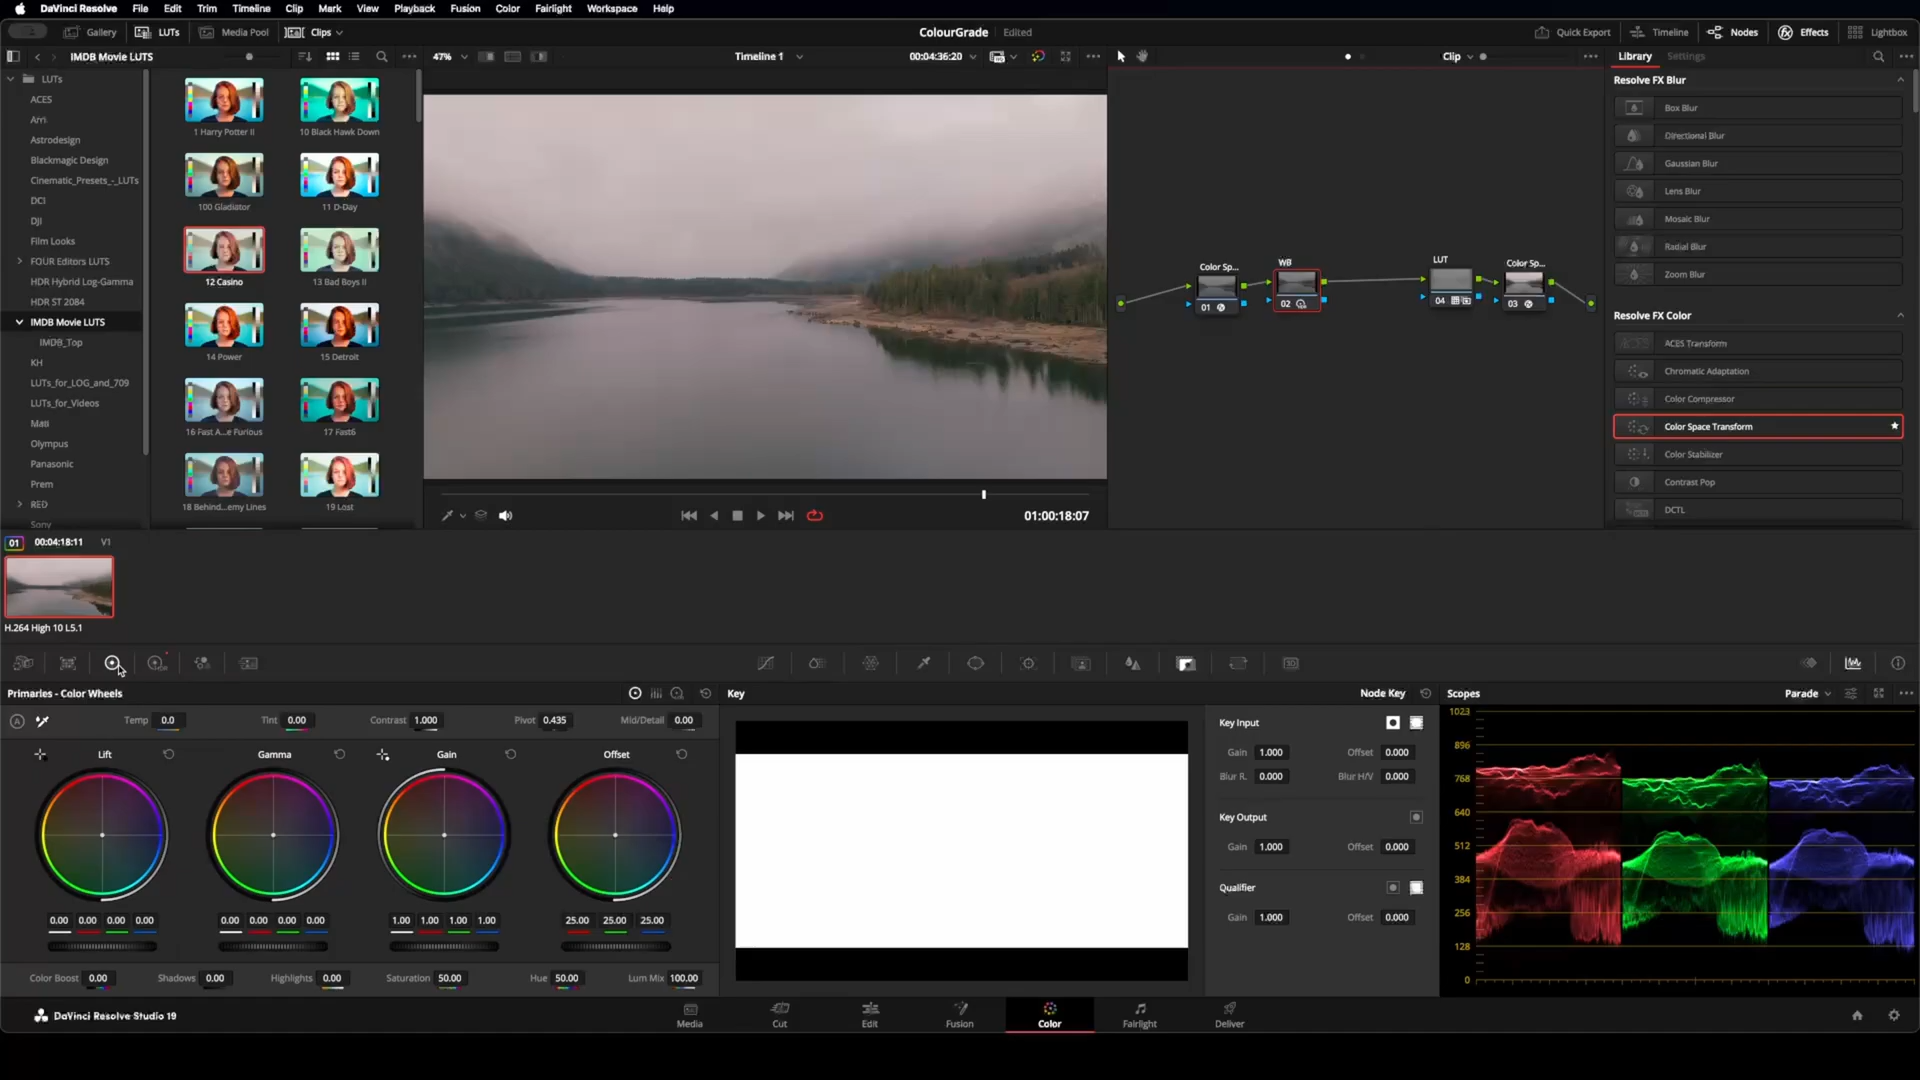 DaVinci Resolve File Edit Trim Timeline Clip Mark View Playback Fusion Color Fairlight Workspace Help
Gallery LUTs Media Pool Clips ColourGrade Edited Quick Export Timeline Nodes Effects Lightbox
IMDB Movie LUTS 47% Timeline 1 00:04:36:20 Clip Library Settings
LUTs
ACES
Arri
Astrodesign
Blackmagic Design
Cinematic_Presets_-_LUTs
DCI
DJI
Film Looks
FOUR Editors LUTS
HDR Hybrid Log-Gamma
HDR ST 2084
IMDB Movie LUTS
IMDB_Top
KH
LUTs_for_LOG_and_709
LUTs_for_Videos
Mati
Olympus
Panasonic
Prem
RED
Sony
1 Harry Potter II 10 Black Hawk Down
100 Gladiator 11 D-Day
12 Casino 13 Bad Boys II
14 Power 15 Detroit
16 Fast A...e Furious 17 Fast6
18 Behind...emy Lines 19 Last
01:00:18:07
Color Sp... WB LUT Color Sp...
01 02 04 03
Resolve FX Blur
Box Blur
Directional Blur
Gaussian Blur
Lens Blur
Mosaic Blur
Radial Blur
Zoom Blur
Resolve FX Color
ACES Transform
Chromatic Adaptation
Color Compressor
Color Space Transform
Color Stabilizer
Contrast Pop
DCTL
01 00:04:18:11 V1
H.264 High 10 L5.1
Primaries - Color Wheels Key Node Key Scopes Parade
Temp 0.0 Tint 0.00 Contrast 1.000 Pivot 0.435 Mid/Detail 0.00
Lift Gamma Gain Offset
0.00 0.00 0.00 0.00 0.00 0.00 0.00 0.00 1.00 1.00 1.00 1.00 25.00 25.00 25.00
Color Boost 0.00 Shadows 0.00 Highlights 0.00 Saturation 50.00 Hue 50.00 Lum Mix 100.00
Key Input
Gain 1.000 Offset 0.000
Blur R. 0.000 Blur H/V 0.000
Key Output
Gain 1.000 Offset 0.000
Qualifier
Gain 1.000 Offset 0.000
1023
896
768
640
512
384
256
128
0
DaVinci Resolve Studio 19
Media Cut Edit Fusion Color Fairlight Deliver